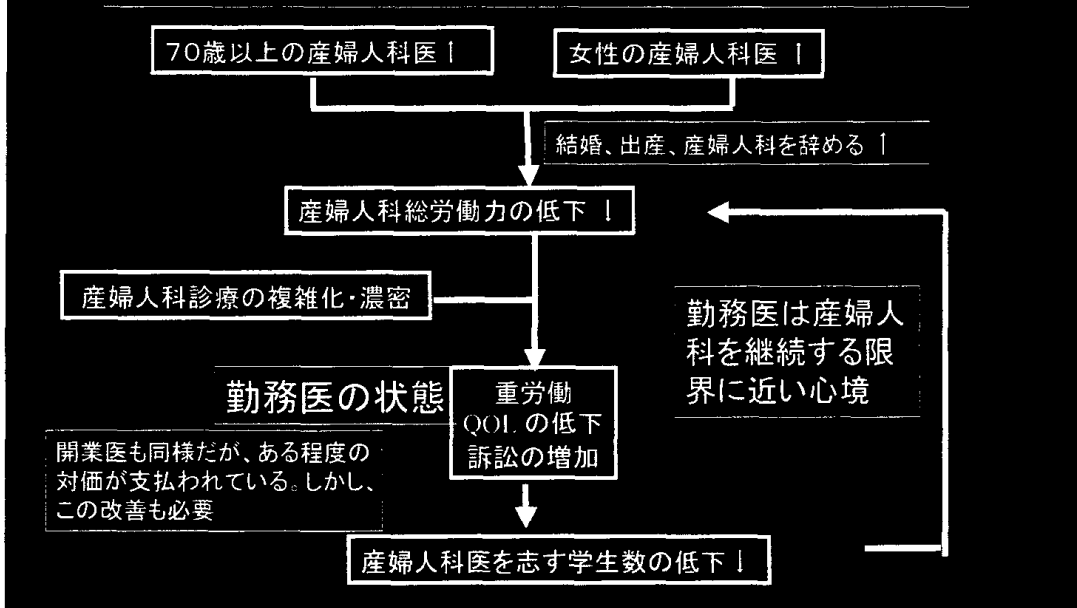 70歳以上の産婦人科医↑
女性の産婦人科医 ↑
結婚、出産、産婦人科を辞める ↑
産婦人科総労働力の低下 ↓
産婦人科診療の複雑化・濃密
勤務医は産婦人
科を継続する限
界に近い心境
勤務医の状態
重労働
QOLの低下
訴訟の増加
開業医も同様だが、ある程度の
対価が支払われている。しかし、
この改善も必要
産婦人科医を志す学生数の低下↓